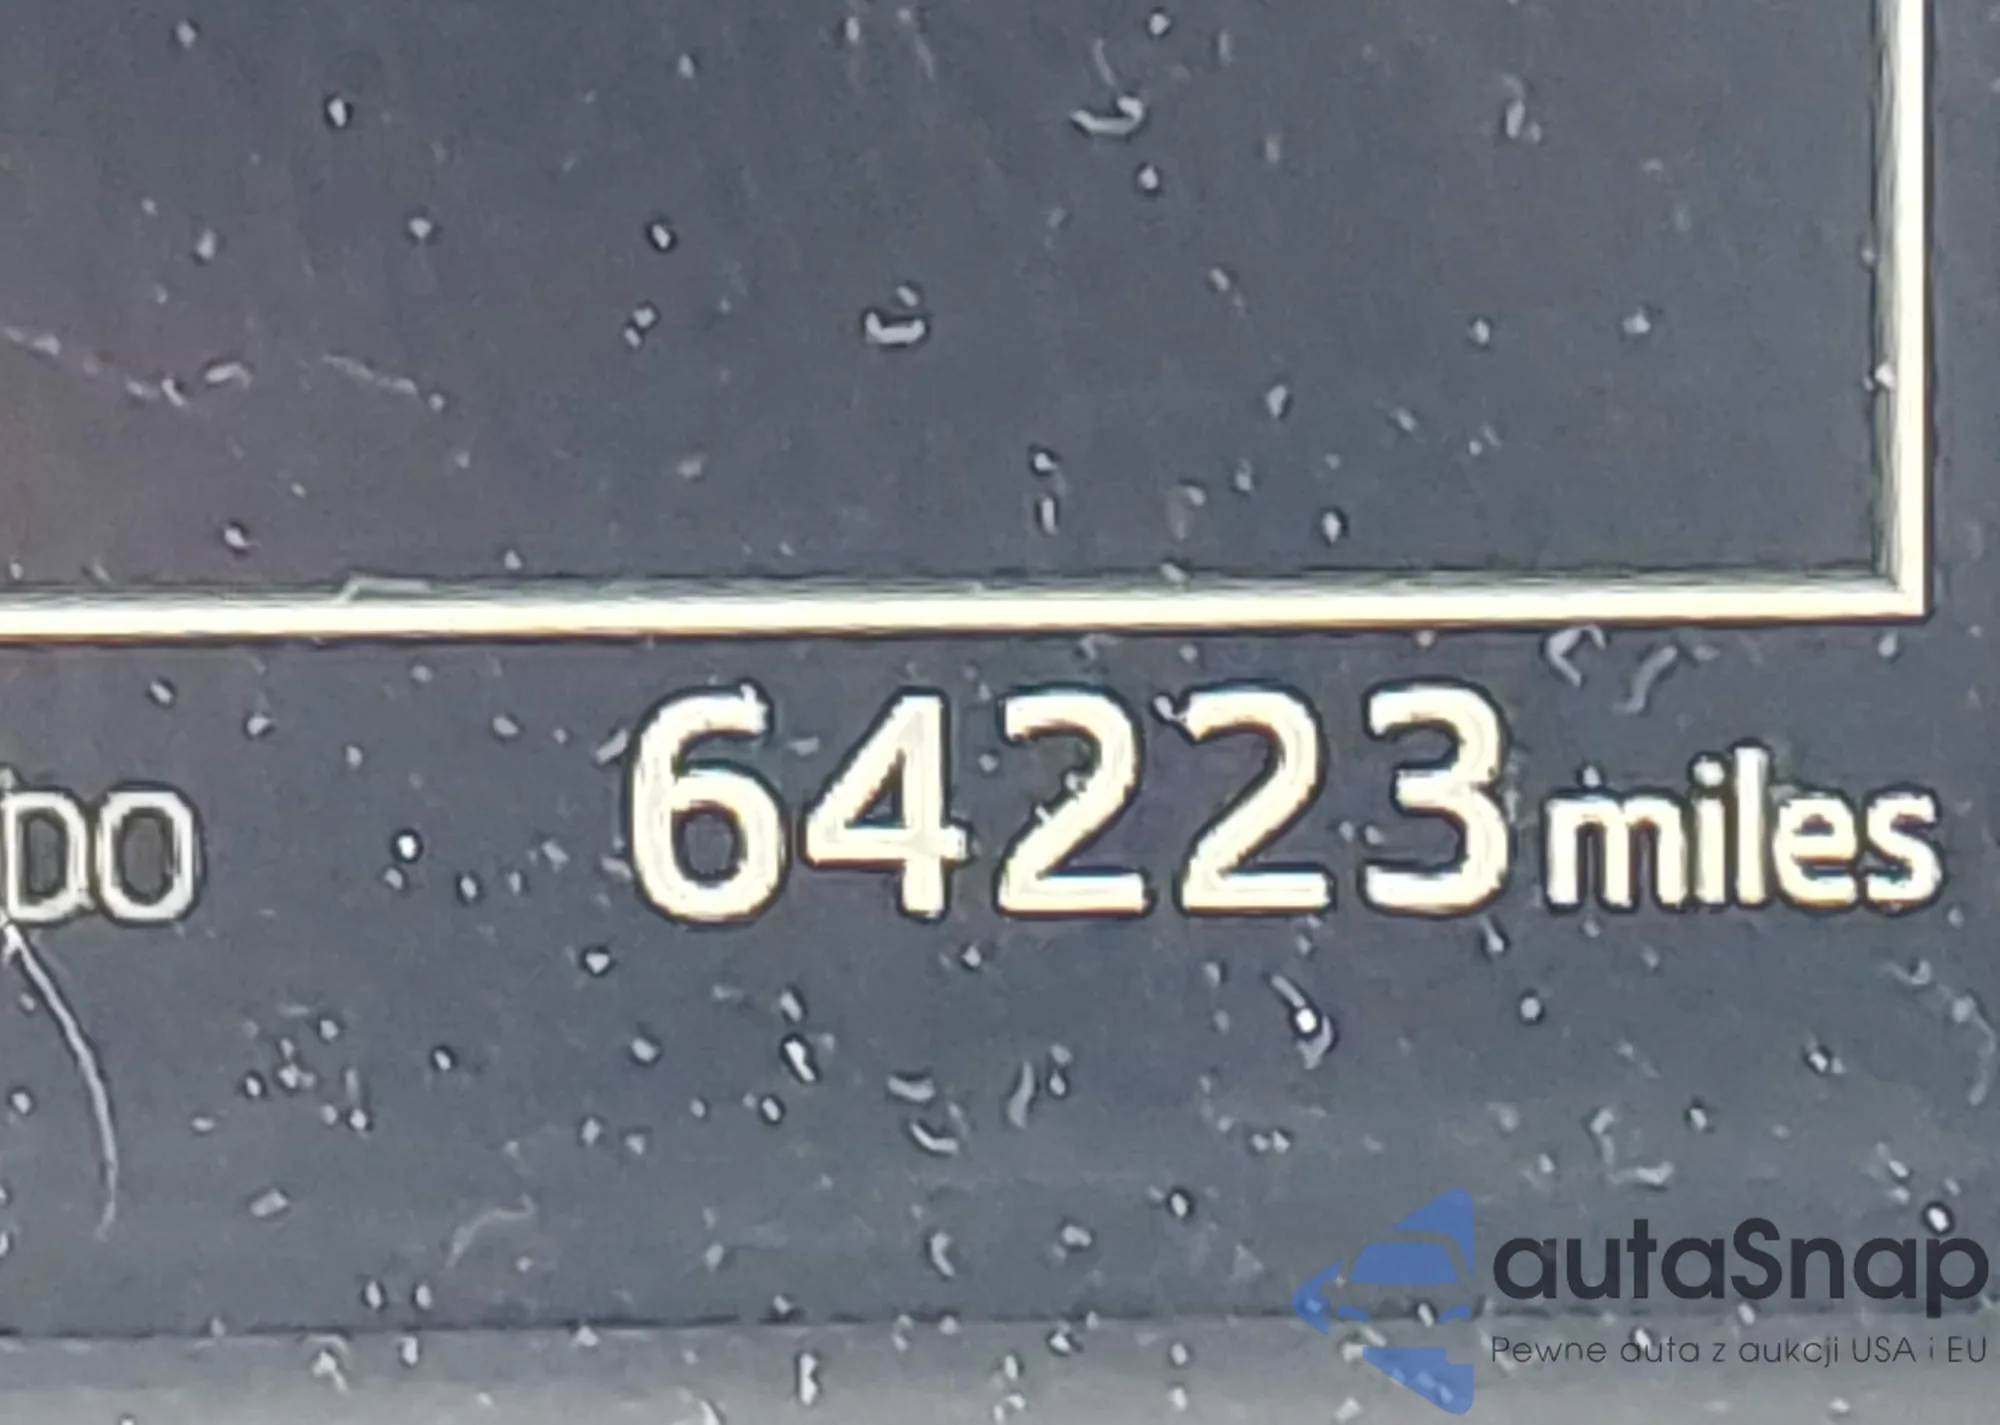 DO 64223 miles
autaSnap
Pewne auta z aukcji USA i EU